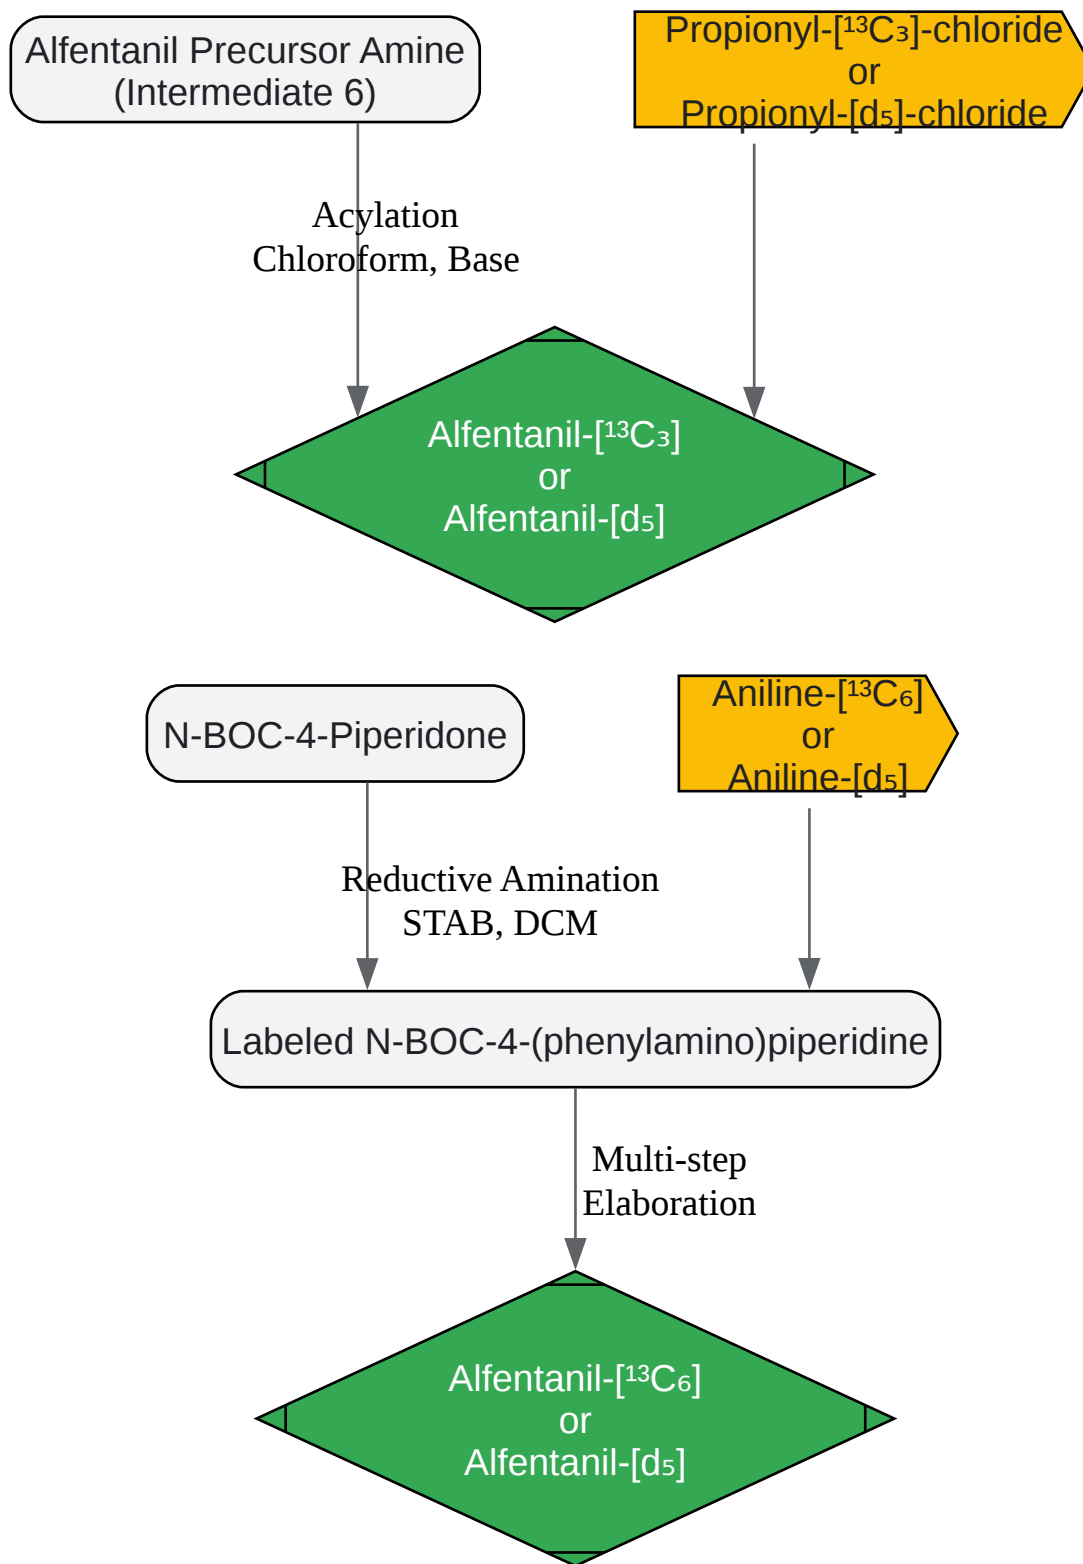 Alfentanil Precursor Amine
(Intermediate 6)
Propionyl-[¹³C₃]-chloride
or
Propionyl-[d₅]-chloride
Acylation
Chloroform, Base
Alfentanil-[¹³C₃]
or
Alfentanil-[d₅]
N-BOC-4-Piperidone
Aniline-[¹³C₆]
or
Aniline-[d₅]
Reductive Amination
STAB, DCM
Labeled N-BOC-4-(phenylamino)piperidine
Multi-step
Elaboration
Alfentanil-[¹³C₆]
or
Alfentanil-[d₅]